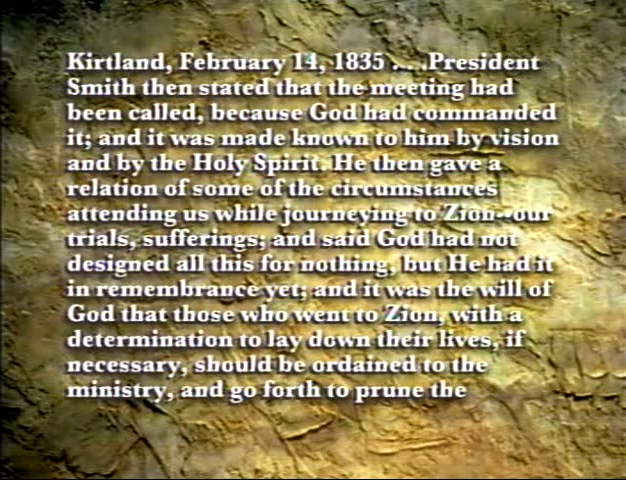 Kirtland, February 14, 1835 ... .President
Smith then stated that the meeting had
been called, because God had commanded
it; and it was made known to him by vision
and by the Holy Spirit. He then gave a
relation of some of the circumstances
attending us while journeying to Zion--our
trials, sufferings; and said God had not
designed all this for nothing, but He had it
in remembrance yet; and it was the will of
God that those who went to Zion, with a
determination to lay down their lives, if
necessary, should be ordained to the
ministry, and go forth to prune the